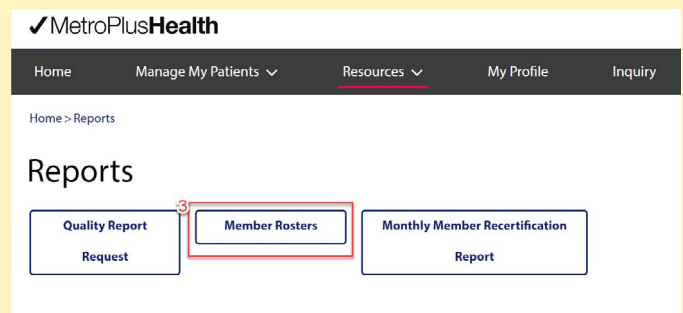 ✓MetroPlusHealth
Home Manage My Patients Resources My Profile Inquiry
Home > Reports
Reports
3
Quality Report Request
Member Rosters
Monthly Member Recertification Report